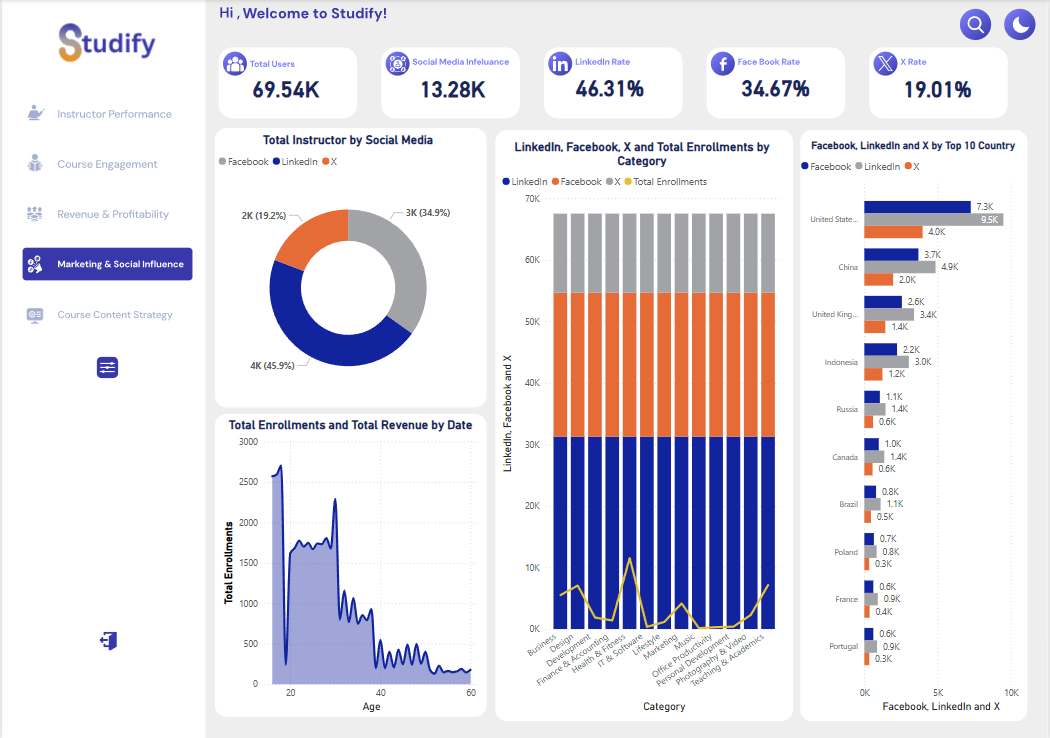 Studify
Hi , Welcome to Studify!
Total Users
69.54K
Social Media Infeluance
13.28K
LinkedIn Rate
46.31%
Face Book Rate
34.67%
X Rate
19.01%
Instructor Performance
Course Engagement
Revenue & Profitability
Marketing & Social Influence
Course Content Strategy
Total Instructor by Social Media
Facebook LinkedIn X
2K (19.2%)
3K (34.9%)
4K (45.9%)
Total Enrollments and Total Revenue by Date
Total Enrollments
3000
2500
2000
1500
1000
500
0
20 40 60
Age
LinkedIn, Facebook, X and Total Enrollments by
Category
LinkedIn Facebook X Total Enrollments
LinkedIn, Facebook and X
70K
60K
50K
40K
30K
20K
10K
0K
Business
Design
Development
Finance & Accounting
Health & Fitness
IT & Software
Lifestyle
Marketing
Music
Office Productivity
Personal Development
Photography & Video
Teaching & Academics
Category
Facebook, LinkedIn and X by Top 10 Country
Facebook LinkedIn X
United State...
7.3K
9.5K
4.0K
China
3.7K
4.9K
2.0K
United King...
2.6K
3.4K
1.4K
Indonesia
2.2K
3.0K
1.2K
Russia
1.1K
1.4K
0.6K
Canada
1.0K
1.4K
0.6K
Brazil
0.8K
1.1K
0.5K
Poland
0.7K
0.8K
0.3K
France
0.6K
0.9K
0.4K
Portugal
0.6K
0.9K
0.3K
0K 5K 10K
Facebook, LinkedIn and X